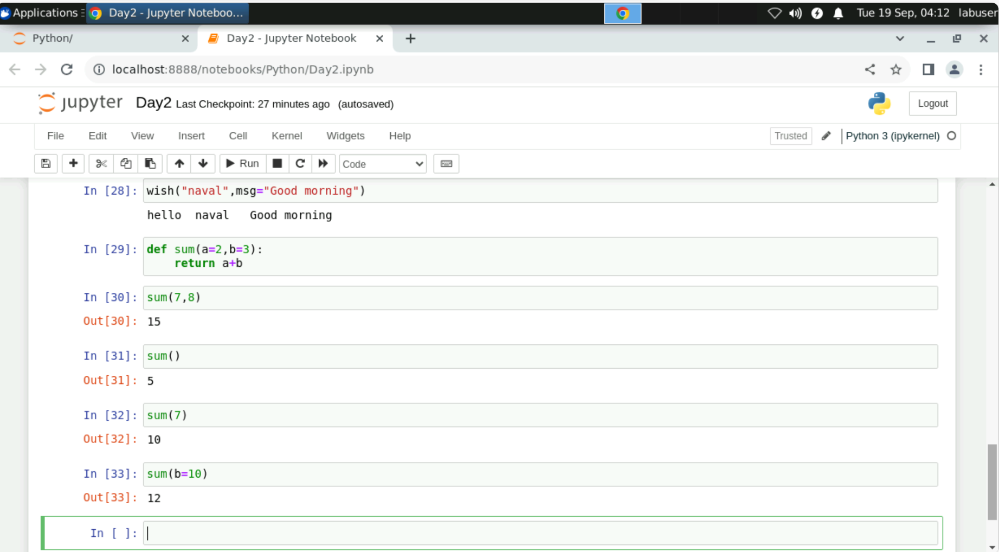 Applications
Day2 - Jupyter Noteboo...
Tue 19 Sep, 04:12 labuser
Python/
Day2 - Jupyter Notebook
localhost:8888/notebooks/Python/Day2.ipynb
jupyter Day2 Last Checkpoint: 27 minutes ago (autosaved)
Logout
File Edit View Insert Cell Kernel Widgets Help
Trusted
Python 3 (ipykernel)
Run
Code
In [28]: wish("naval",msg="Good morning")
hello  naval   Good morning
In [29]: def sum(a=2,b=3):
    return a+b
In [30]: sum(7,8)
Out[30]: 15
In [31]: sum()
Out[31]: 5
In [32]: sum(7)
Out[32]: 10
In [33]: sum(b=10)
Out[33]: 12
In [ ]: